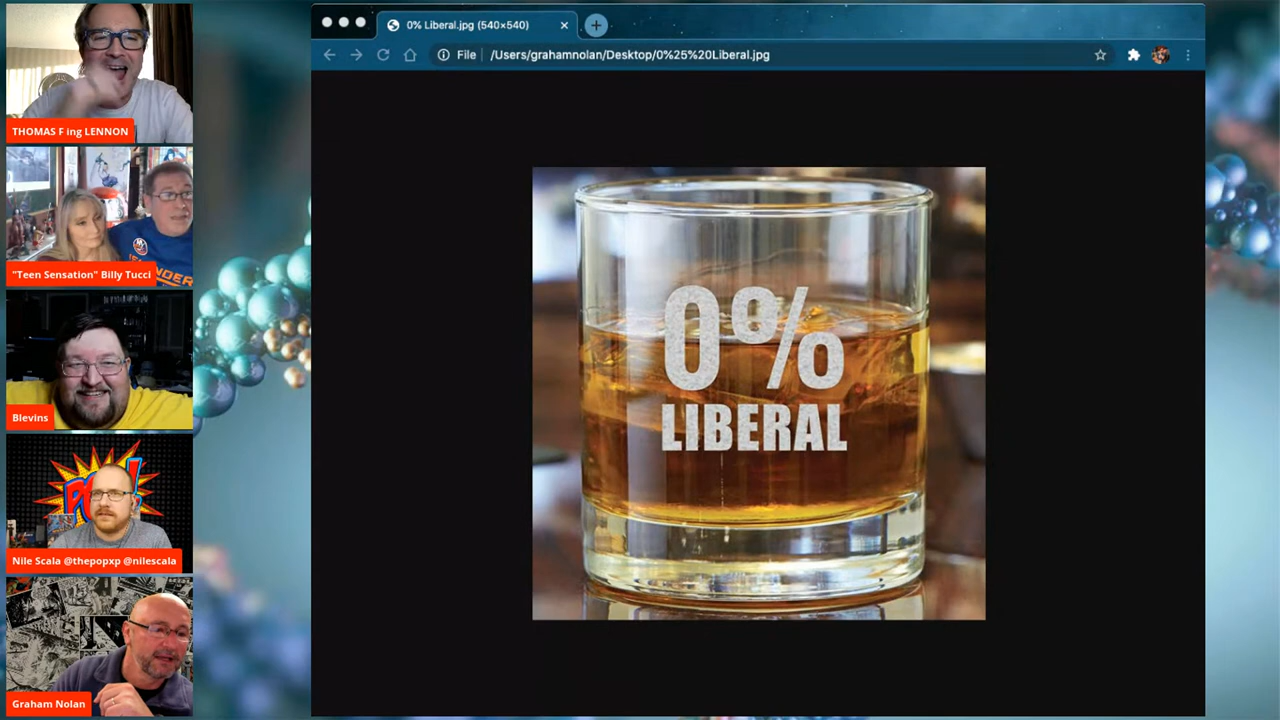 THOMAS F ing LENNON
"Teen Sensation" Billy Tucci
Blevins
Nile Scala @thepopxp @nilescala
Graham Nolan
0% Liberal.jpg (540×540)
File
/Users/grahamnolan/Desktop/0%25%20Liberal.jpg
0%
LIBERAL